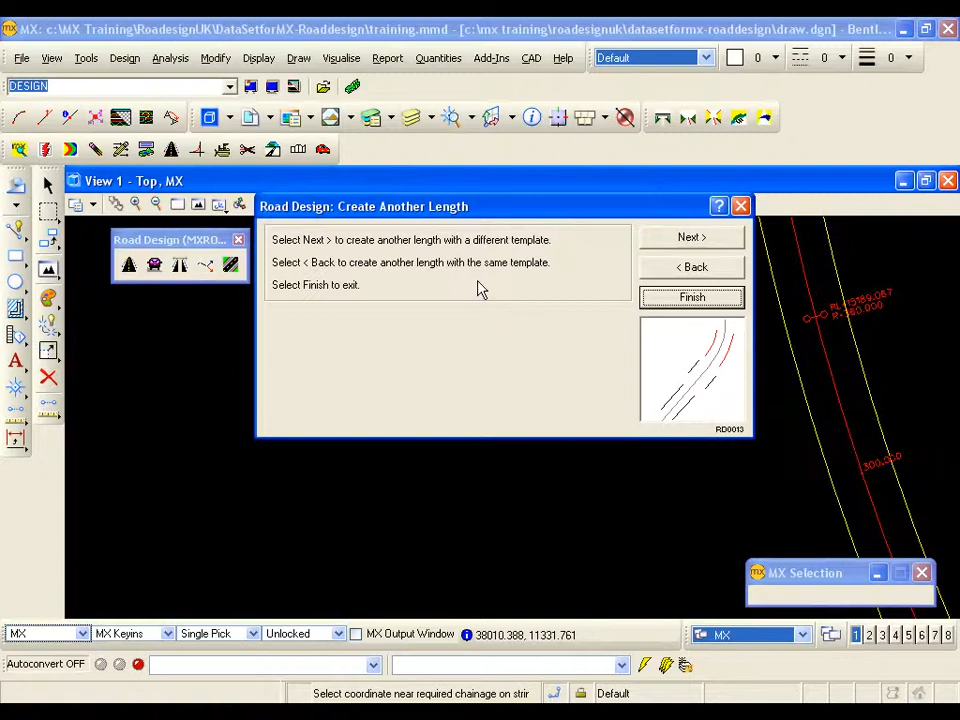 MX: c:\MX Training\RoadesignUK\DataSetforMX-Roaddesign\training.mmd - [c:\mx training\roadesignuk\datasetformx-roaddesign\draw.dgn] - Bentl...
File View Tools Design Analysis Modify Display Draw Visualise Report Quantities Add-Ins CAD Help Default 0 0 0
DESIGN
View 1 - Top, MX
Road Design: Create Another Length
Road Design (MXRO...
Select Next > to create another length with a different template.
Select < Back to create another length with the same template.
Select Finish to exit.
Next >
< Back
Finish
RD0013
300.000
MX Selection
MX MX Keyins Single Pick Unlocked MX Output Window 38010.388, 11331.761 MX 1 2 3 4 5 6 7 8
Autoconvert OFF
Select coordinate near required chainage on strir Default